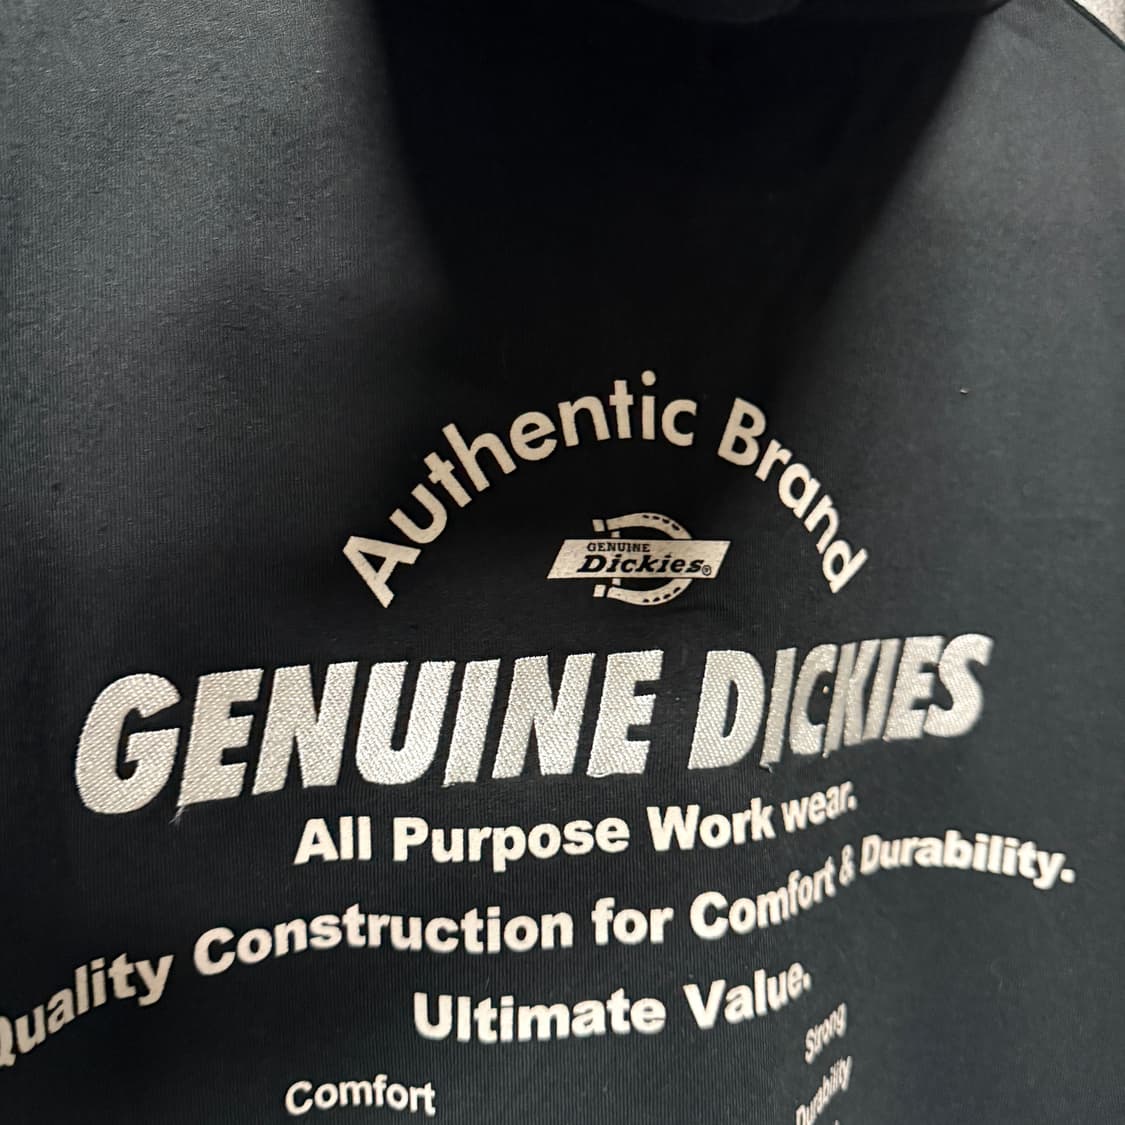 Authentic Brand
GENUINE
Dickies®
GENUINE DICKIES
All Purpose Work wear.
Quality Construction for Comfort & Durability.
Ultimate Value.
Strong
Comfort
Durability